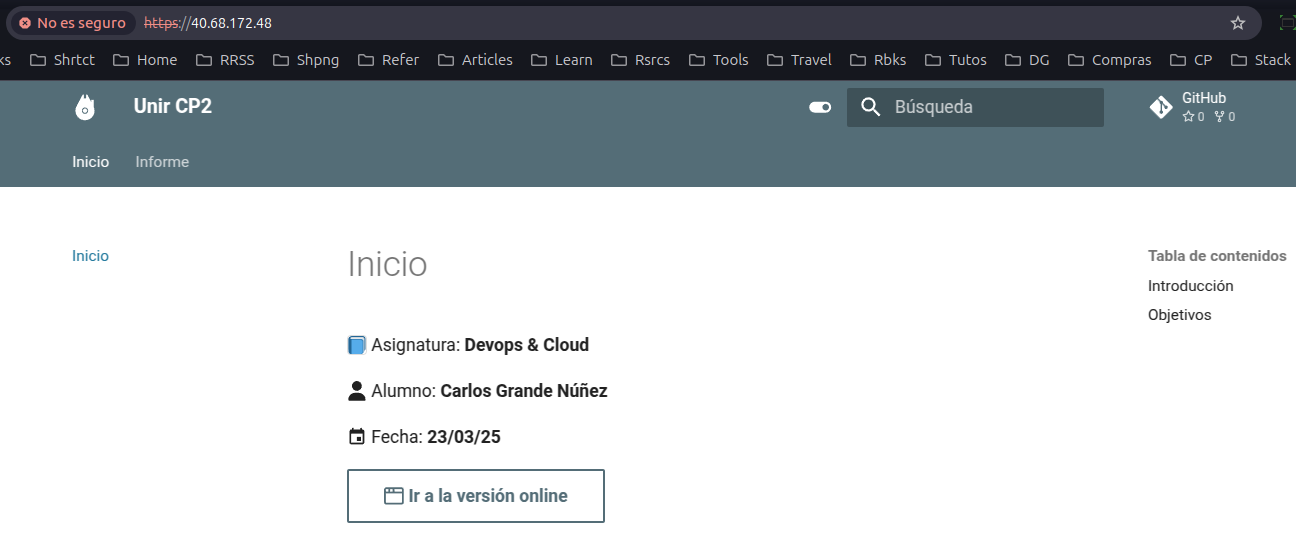 No es seguro https://40.68.172.48
ks Shrtct Home RRSS Shpng Refer Articles Learn Rsrcs Tools Travel Rbks Tutos DG Compras CP Stack
Unir CP2
Búsqueda
GitHub
0 0
Inicio Informe
Inicio
Inicio
Asignatura: Devops & Cloud
Alumno: Carlos Grande Núñez
Fecha: 23/03/25
Ir a la versión online
Tabla de contenidos
Introducción
Objetivos